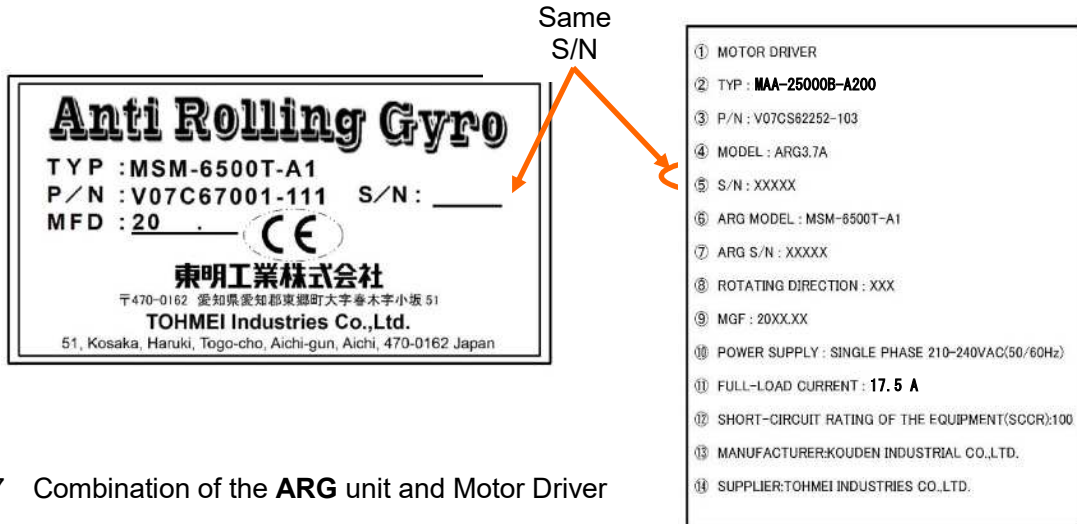 Same
S/N
Anti Rolling Gyro
TYP :MSM-6500T-A1
P/N :V07C67001-111 S/N: ____
MFD :20 .
CE
東明工業株式会社
〒470-0162 愛知県愛知郡東郷町大字春木字小坂 51
TOHMEI Industries Co.,Ltd.
51, Kosaka, Haruki, Togo-cho, Aichi-gun, Aichi, 470-0162 Japan
① MOTOR DRIVER
② TYP : MAA-25000B-A200
③ P/N : V07CS62252-103
④ MODEL : ARG3.7A
⑤ S/N : XXXXX
⑥ ARG MODEL : MSM-6500T-A1
⑦ ARG S/N : XXXXX
⑧ ROTATING DIRECTION : XXX
⑨ MGF : 20XX.XX
⑩ POWER SUPPLY : SINGLE PHASE 210-240VAC(50/60Hz)
⑪ FULL-LOAD CURRENT : 17.5 A
⑫ SHORT-CIRCUIT RATING OF THE EQUIPMENT(SCCR):100
⑬ MANUFACTURER:KOUDEN INDUSTRIAL CO.,LTD.
⑭ SUPPLIER:TOHMEI INDUSTRIES CO.,LTD.
Combination of the ARG unit and Motor Driver